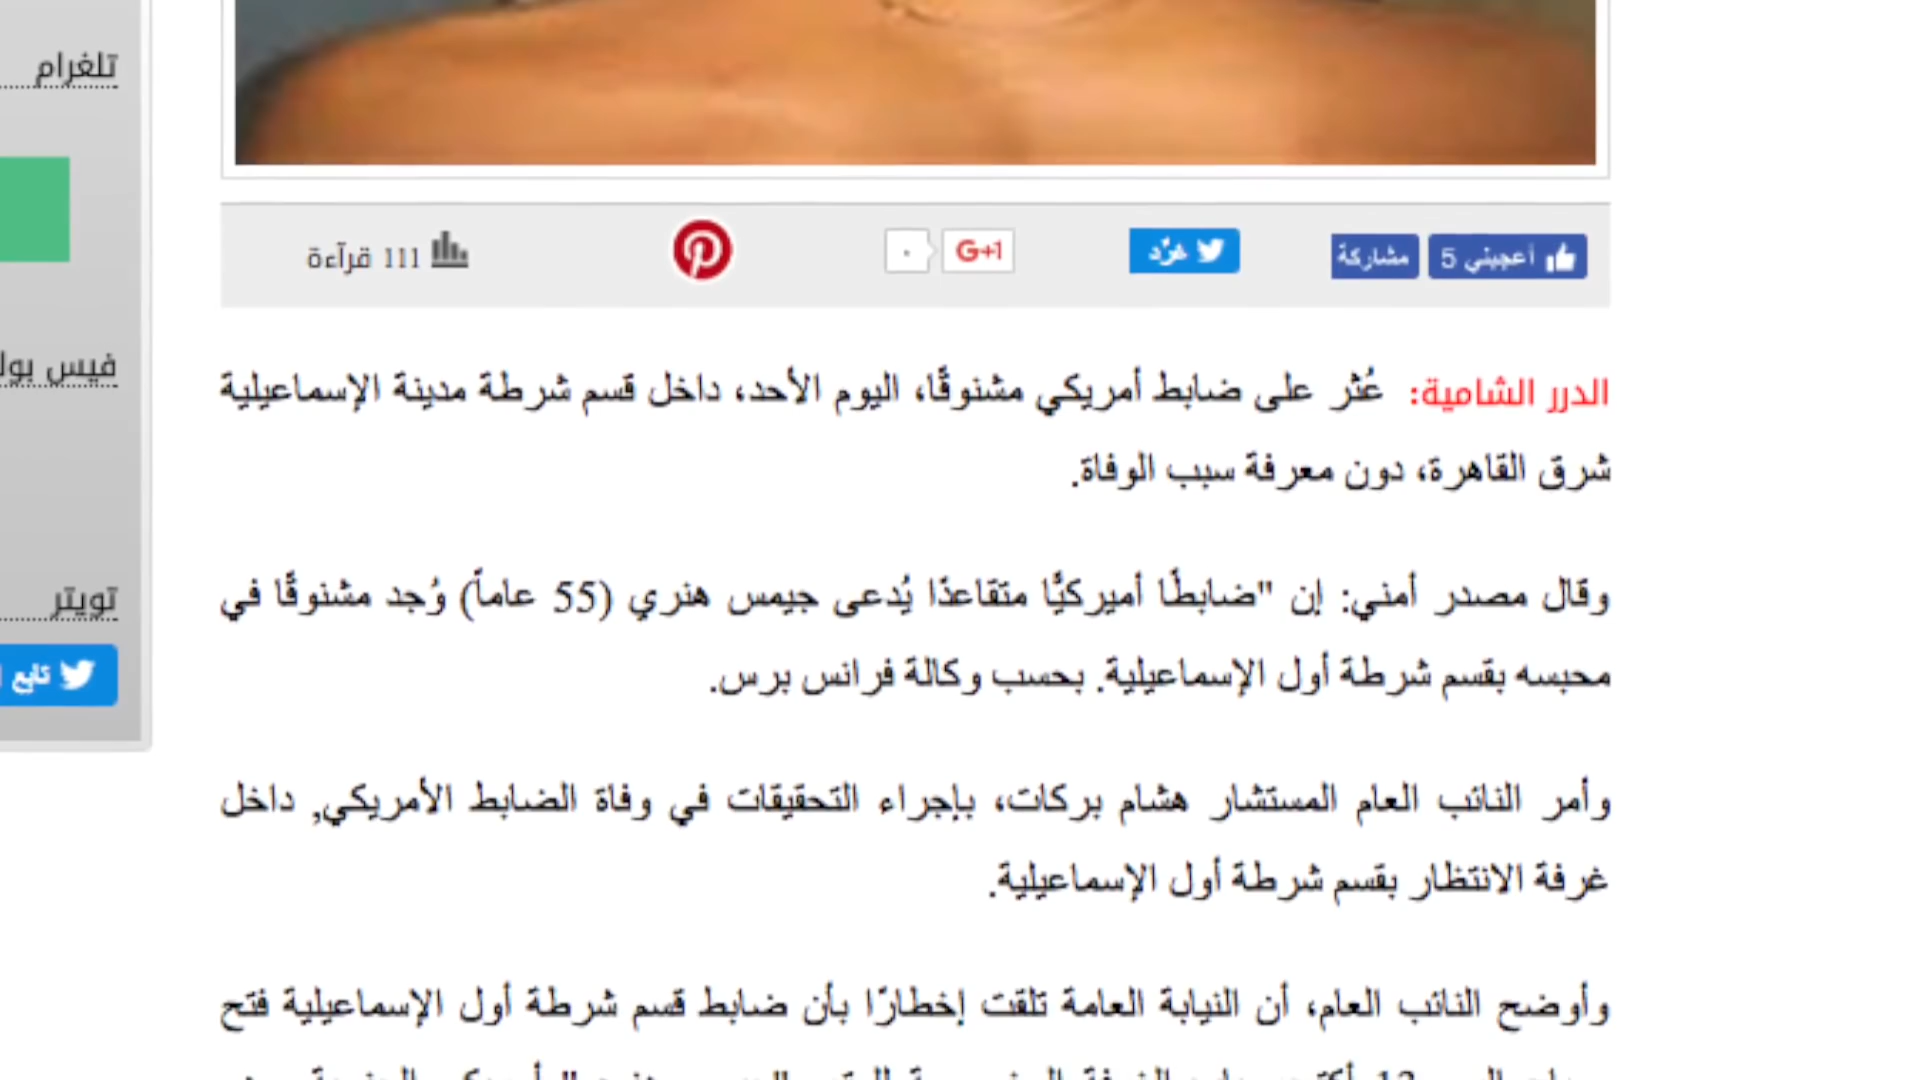 تلغرام
فيس بو
تويتر
تابع
أعجبني 5
مشاركة
غرّد
G+1
111 قرآءة
الدرر الشامية: عُثر على ضابط أمريكي مشنوقًا، اليوم الأحد، داخل قسم شرطة مدينة الإسماعيلية
شرق القاهرة، دون معرفة سبب الوفاة.
وقال مصدر أمني: إن "ضابطًا أميركيًّا متقاعدًا يُدعى جيمس هنري (55 عاماً) وُجد مشنوقًا في
محبسه بقسم شرطة أول الإسماعيلية. بحسب وكالة فرانس برس.
وأمر النائب العام المستشار هشام بركات، بإجراء التحقيقات في وفاة الضابط الأمريكي, داخل
غرفة الانتظار بقسم شرطة أول الإسماعيلية.
وأوضح النائب العام، أن النيابة العامة تلقت إخطارًا بأن ضابط قسم شرطة أول الإسماعيلية فتح